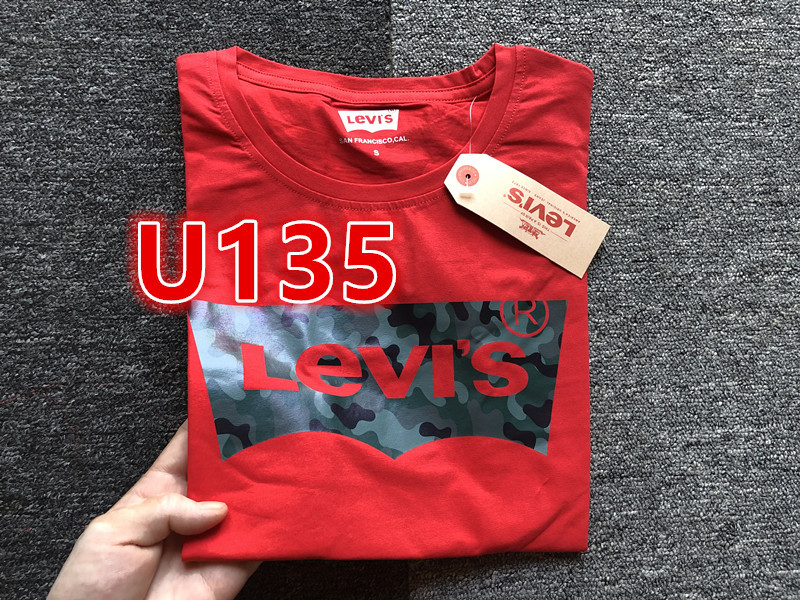 LEVI'S
SAN FRANCISCO,CAL.
S
LEVI'S
U135
LEVI'S
®